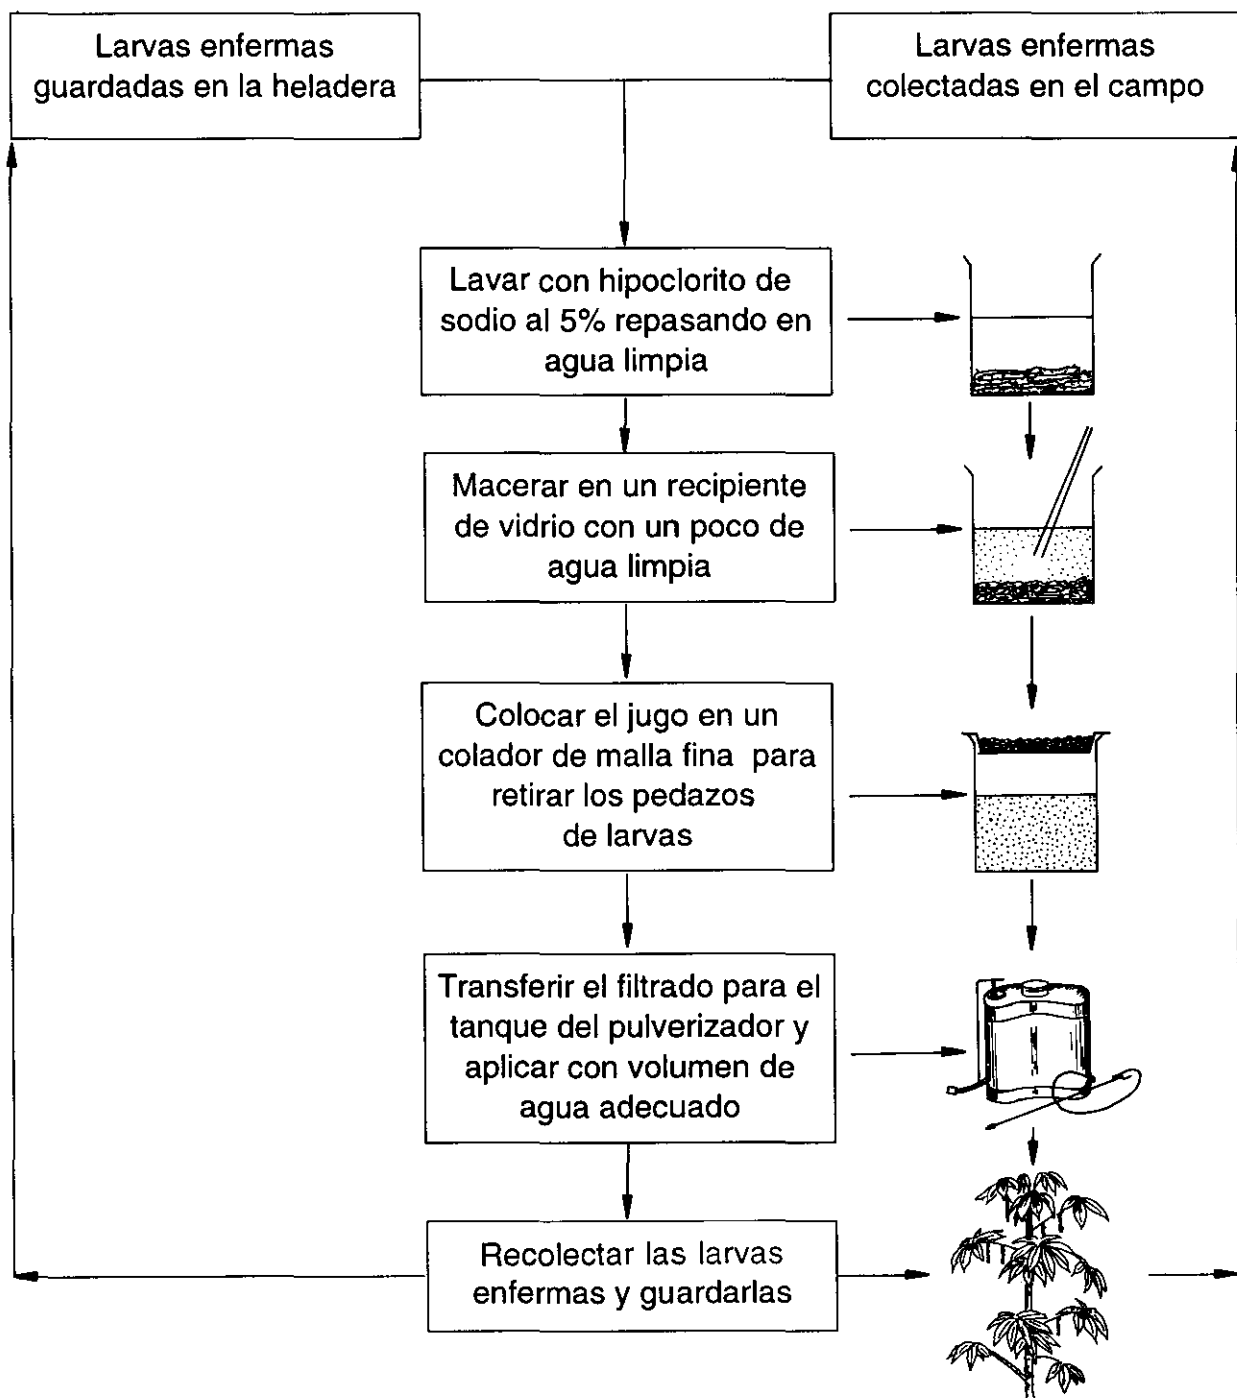 Larvas enfermas
guardadas en la heladera
Larvas enfermas
colectadas en el campo
Lavar con hipoclorito de
sodio al 5% repasando en
agua limpia
Macerar en un recipiente
de vidrio con un poco de
agua limpia
Colocar el jugo en un
colador de malla fina para
retirar los pedazos
de larvas
Transferir el filtrado para el
tanque del pulverizador y
aplicar con volumen de
agua adecuado
Recolectar las larvas
enfermas y guardarlas